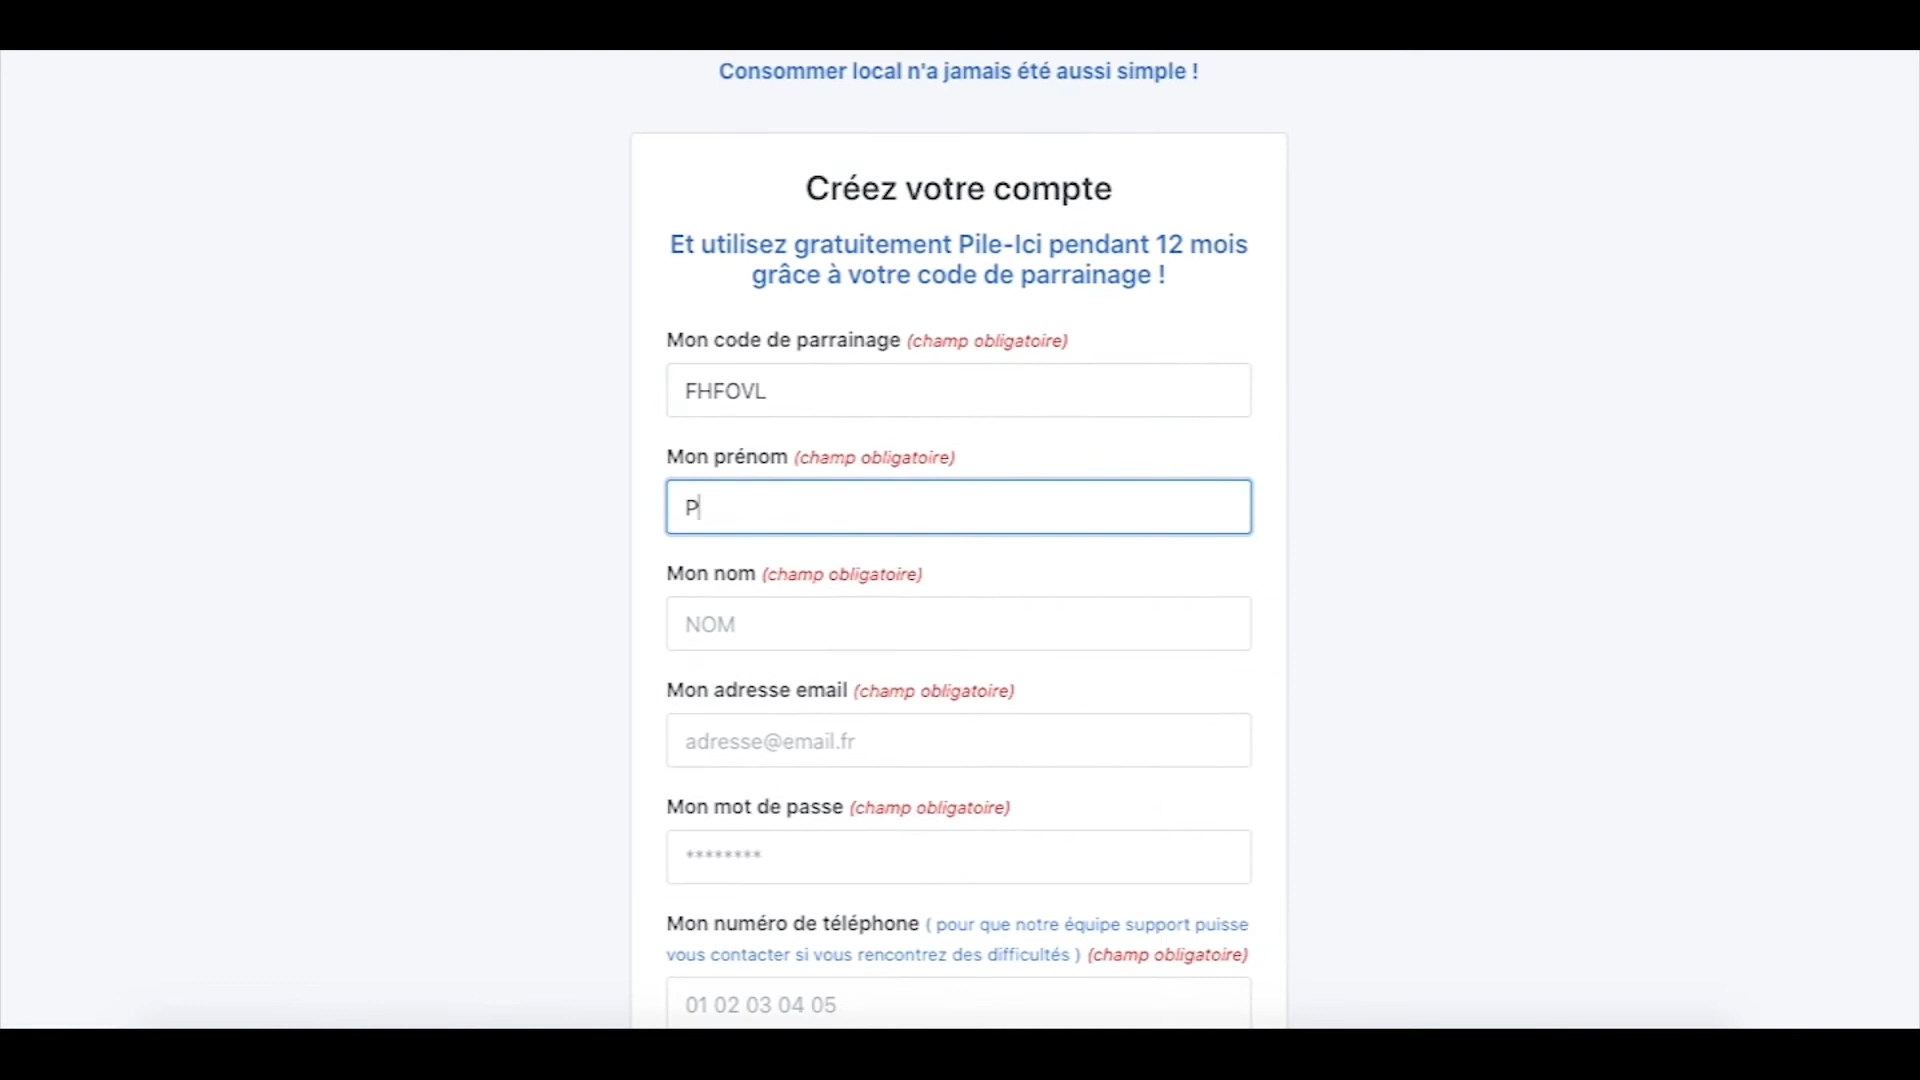 Consommer local n'a jamais été aussi simple !
Créez votre compte
Et utilisez gratuitement Pile-Ici pendant 12 mois
grâce à votre code de parrainage !
Mon code de parrainage (champ obligatoire)
FHFOVL
Mon prénom (champ obligatoire)
P
Mon nom (champ obligatoire)
NOM
Mon adresse email (champ obligatoire)
adresse@email.fr
Mon mot de passe (champ obligatoire)
********
Mon numéro de téléphone ( pour que notre équipe support puisse
vous contacter si vous rencontrez des difficultés ) (champ obligatoire)
01 02 03 04 05